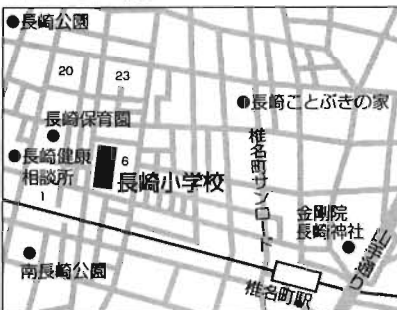 長崎公園
20
23
長崎ことぶきの家
長崎保育園
長崎健康
相談所
6
長崎小学校
1
椎名町サンロード
金剛院
長崎神社
山手通り
南長崎公園
椎名町駅